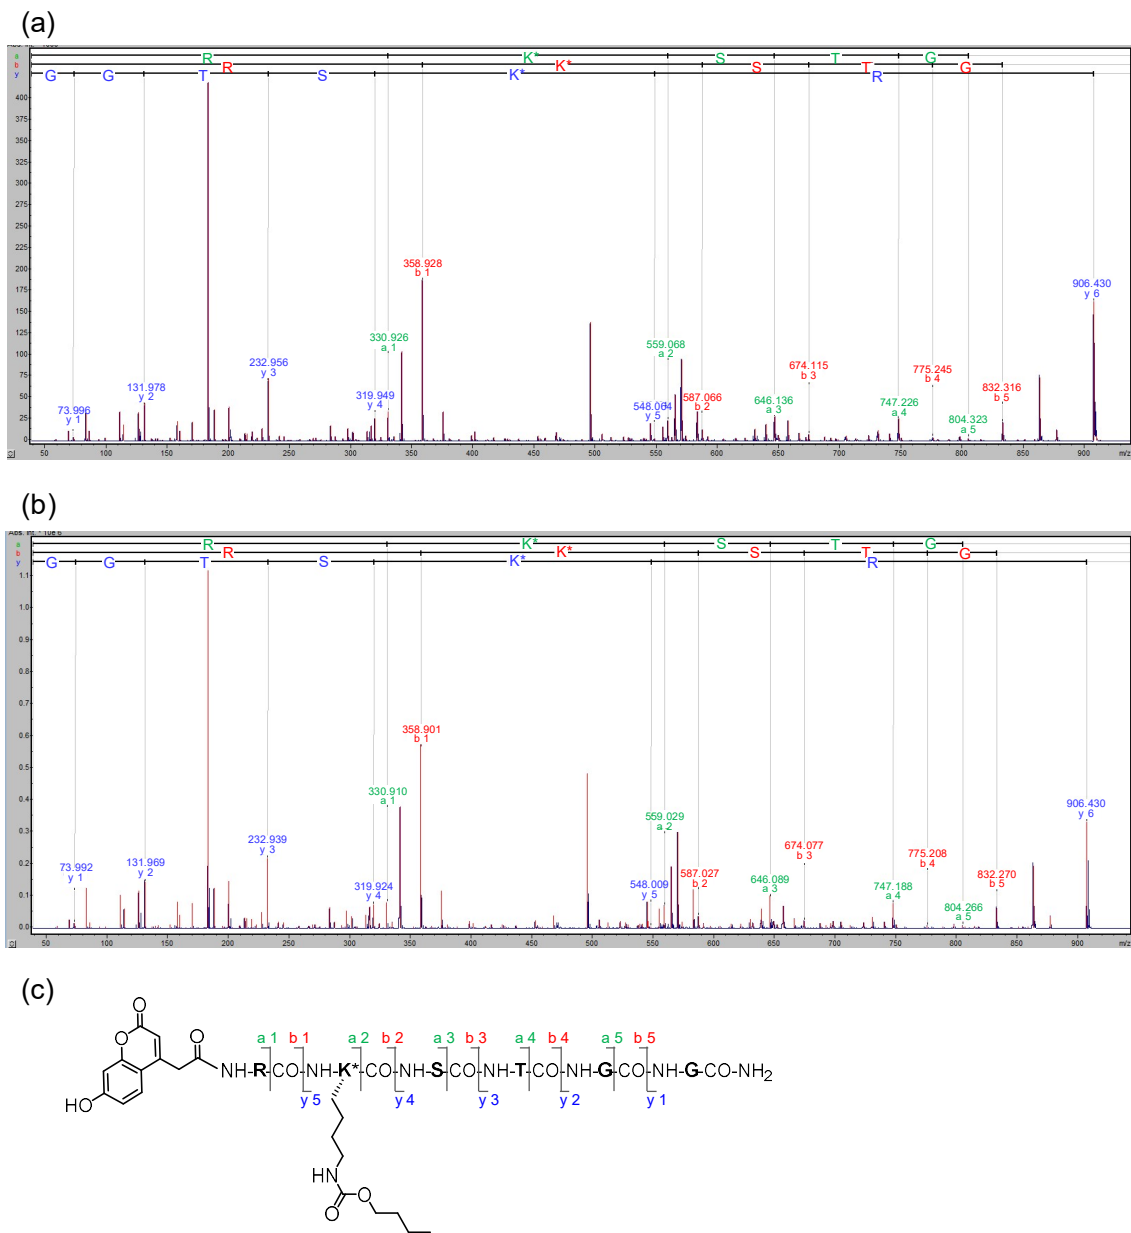 (a)
a R K* S T G
b R K* S T G
y G G T S K* R
400
375
350
325
300
275
250
225
200
175
150
125
100
75
50
25
0
73.996
y 1
131.978
y 2
232.956
y 3
319.949
y 4
330.926
a 1
358.928
b 1
548.064
y 5
559.068
a 2
587.066
b 2
646.136
a 3
674.115
b 3
747.226
a 4
775.245
b 4
804.323
a 5
832.316
b 5
906.430
y 6
50 100 150 200 250 300 350 400 450 500 550 600 650 700 750 800 850 900 m/z
(b)
Abs. Int. * 10e 6
a R K* S T G
b R K* S T G
y G G T S K* R
1.1
1.0
0.9
0.8
0.7
0.6
0.5
0.4
0.3
0.2
0.1
0.0
73.992
y 1
131.969
y 2
232.939
y 3
319.924
y 4
330.910
a 1
358.901
b 1
548.009
y 5
559.029
a 2
587.027
b 2
646.089
a 3
674.077
b 3
747.188
a 4
775.208
b 4
804.266
a 5
832.270
b 5
906.430
y 6
50 100 150 200 250 300 350 400 450 500 550 600 650 700 750 800 850 900 m/z
(c)
a 1 b 1 a 2 b 2 a 3 b 3 a 4 b 4 a 5 b 5
O
O
O
NH-R-CO-NH-K*-CO-NH-S-CO-NH-T-CO-NH-G-CO-NH-G-CO-NH2
y 5 y 4 y 3 y 2 y 1
HO
HN
O
O